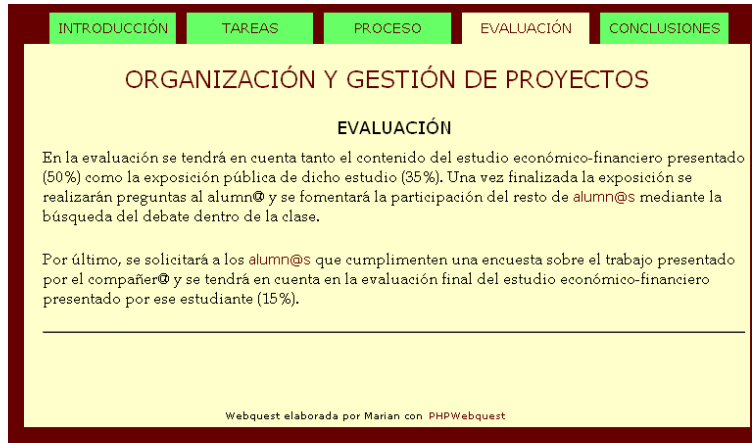 INTRODUCCIÓN TAREAS PROCESO EVALUACIÓN CONCLUSIONES
ORGANIZACIÓN Y GESTIÓN DE PROYECTOS
EVALUACIÓN
En la evaluación se tendrá en cuenta tanto el contenido del estudio económico-financiero presentado
(50%) como la exposición pública de dicho estudio (35%). Una vez finalizada la exposición se
realizarán preguntas al alumn@ y se fomentará la participación del resto de alumn@s mediante la
búsqueda del debate dentro de la clase.
Por último, se solicitará a los alumn@s que cumplimenten una encuesta sobre el trabajo presentado
por el compañer@ y se tendrá en cuenta en la evaluación final del estudio económico-financiero
presentado por ese estudiante (15%).
Webquest elaborada por Marian con PHPWebquest